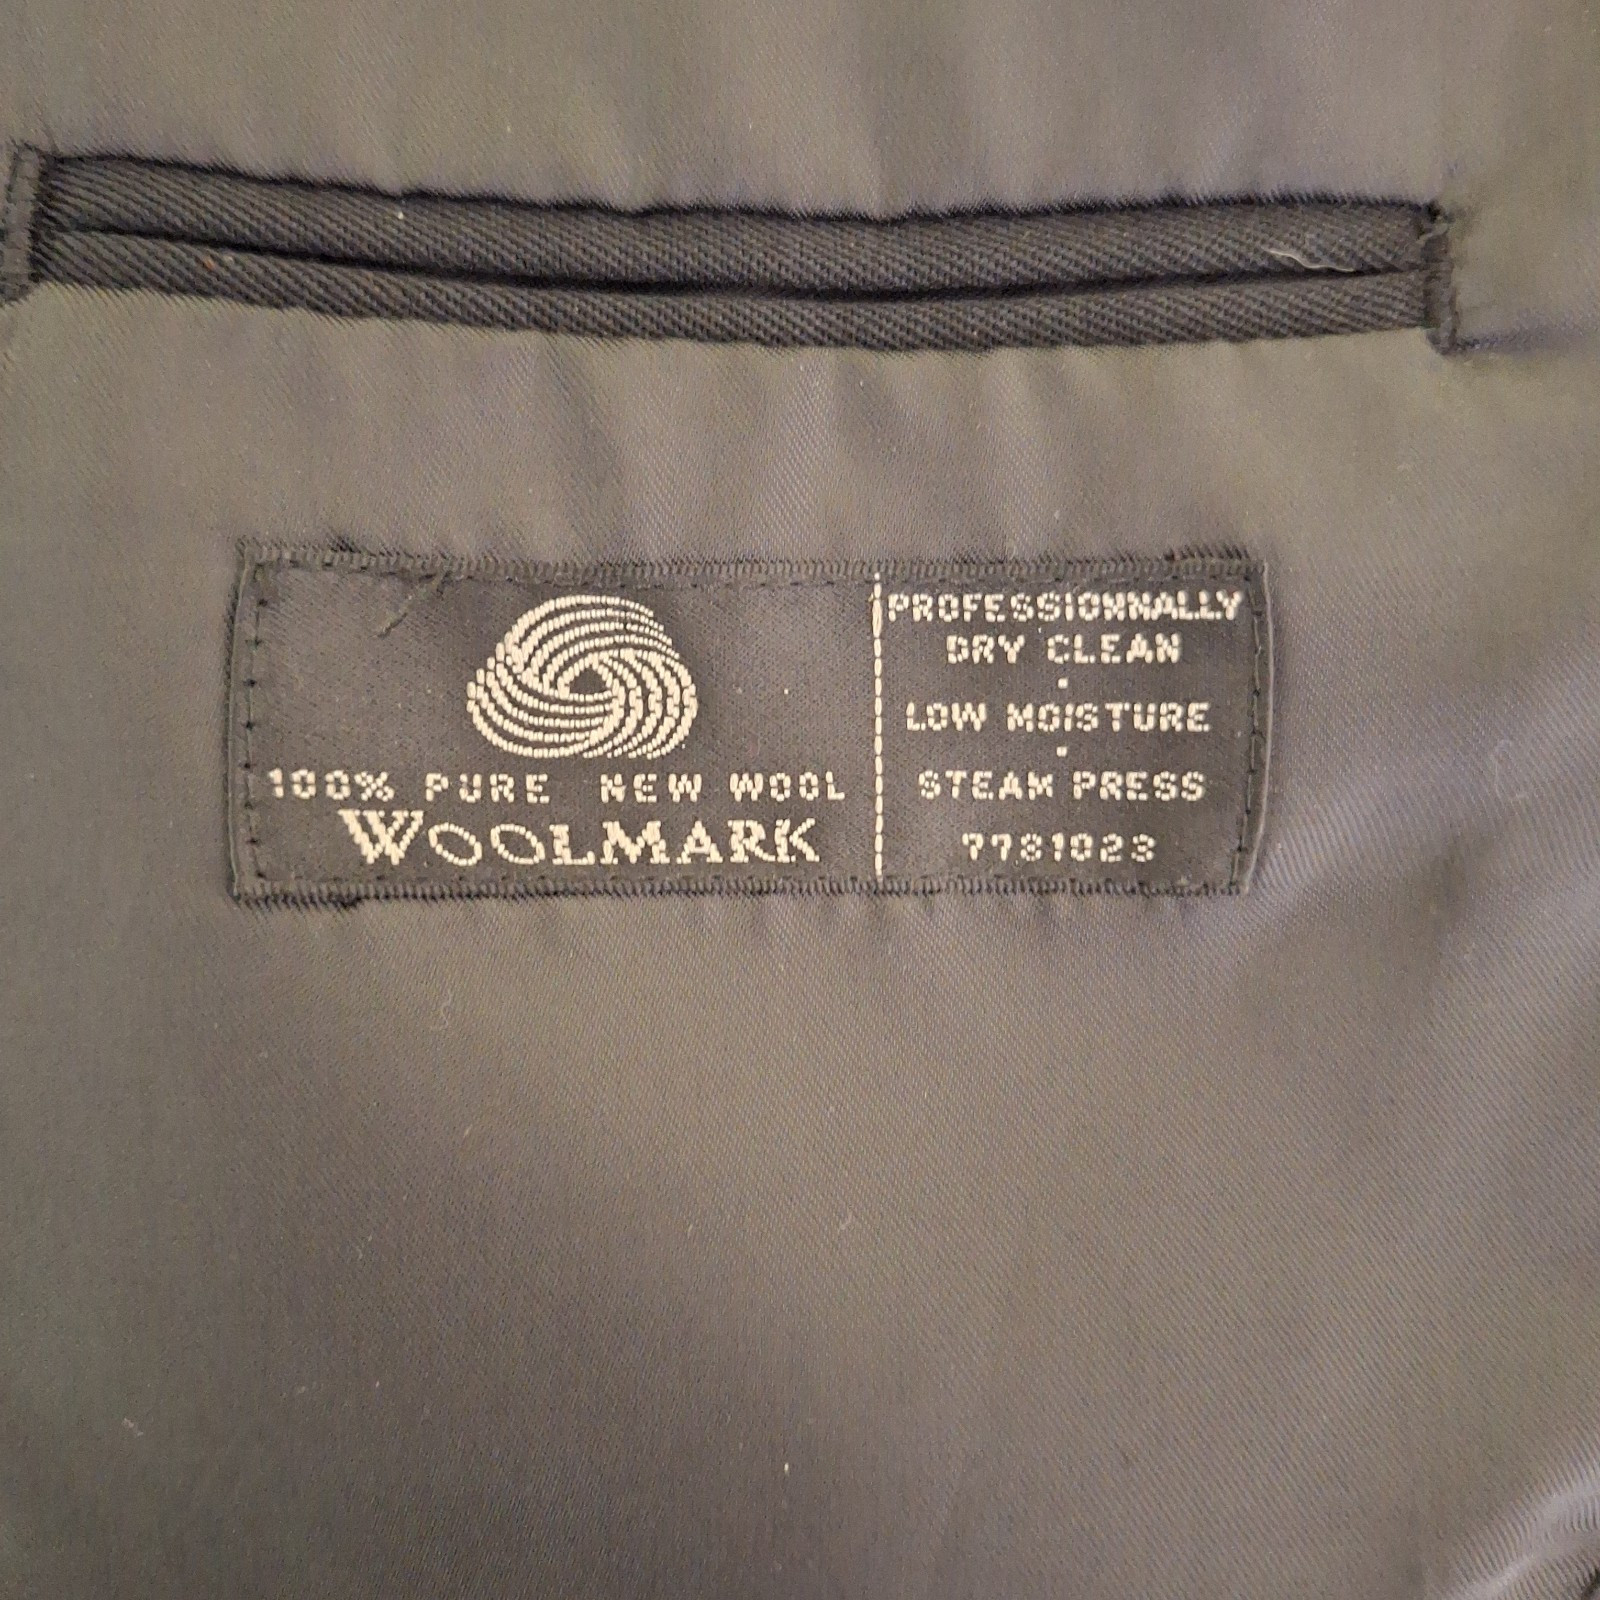 100% PURE NEW WOOL
WOOLMARK
PROFESSIONNALLY
DRY CLEAN
·
LOW MOISTURE
·
STEAM PRESS
7781023